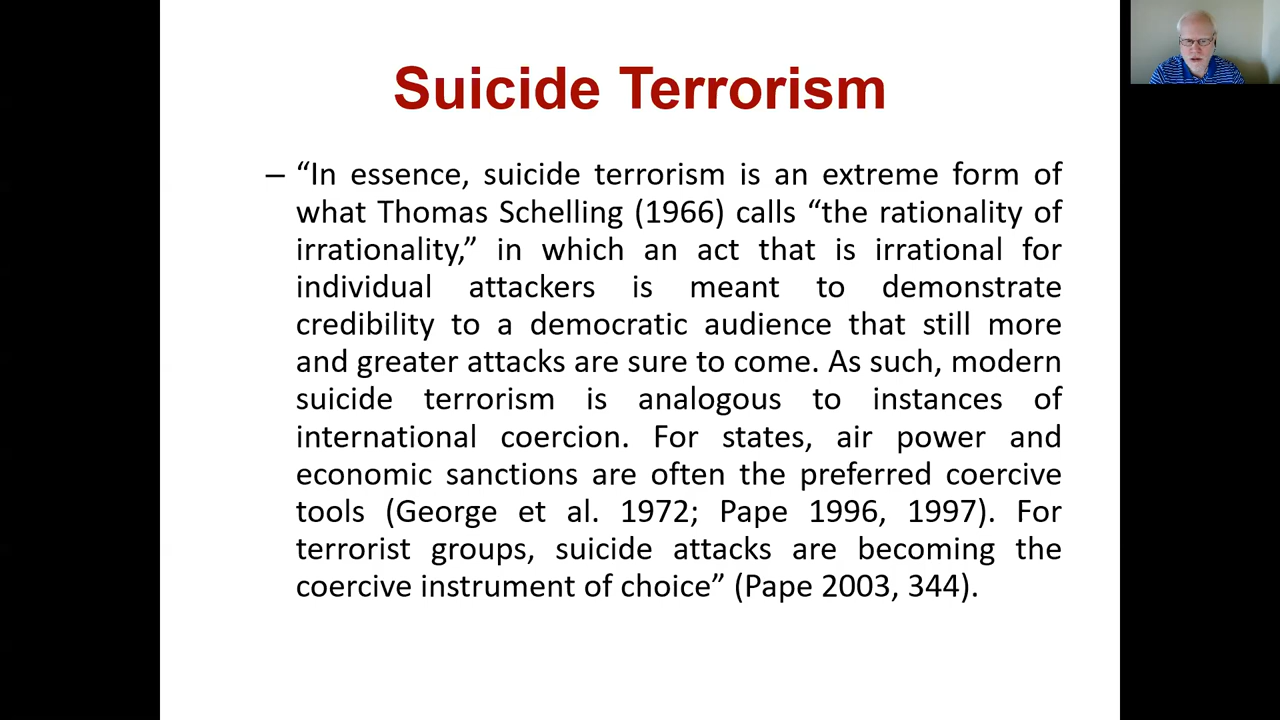 Suicide Terrorism
– “In essence, suicide terrorism is an extreme form of
what Thomas Schelling (1966) calls “the rationality of
irrationality,” in which an act that is irrational for
individual attackers is meant to demonstrate
credibility to a democratic audience that still more
and greater attacks are sure to come. As such, modern
suicide terrorism is analogous to instances of
international coercion. For states, air power and
economic sanctions are often the preferred coercive
tools (George et al. 1972; Pape 1996, 1997). For
terrorist groups, suicide attacks are becoming the
coercive instrument of choice” (Pape 2003, 344).